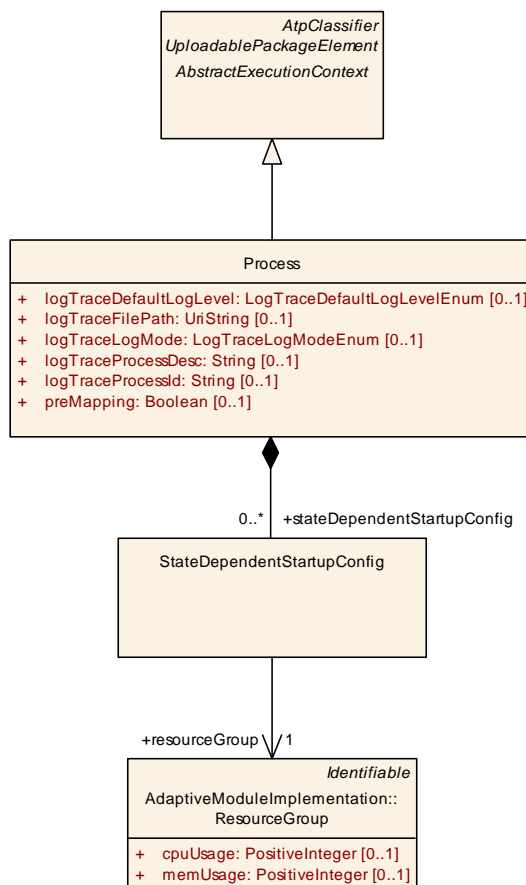 AtpClassifier
UploadablePackageElement
AbstractExecutionContext
Process
+ logTraceDefaultLogLevel: LogTraceDefaultLogLevelEnum [0..1]
+ logTraceFilePath: UriString [0..1]
+ logTraceLogMode: LogTraceLogModeEnum [0..1]
+ logTraceProcessDesc: String [0..1]
+ logTraceProcessId: String [0..1]
+ preMapping: Boolean [0..1]
0..* +stateDependentStartupConfig
StateDependentStartupConfig
+resourceGroup 1
Identifiable
AdaptiveModuleImplementation::
ResourceGroup
+ cpuUsage: PositiveInteger [0..1]
+ memUsage: PositiveInteger [0..1]